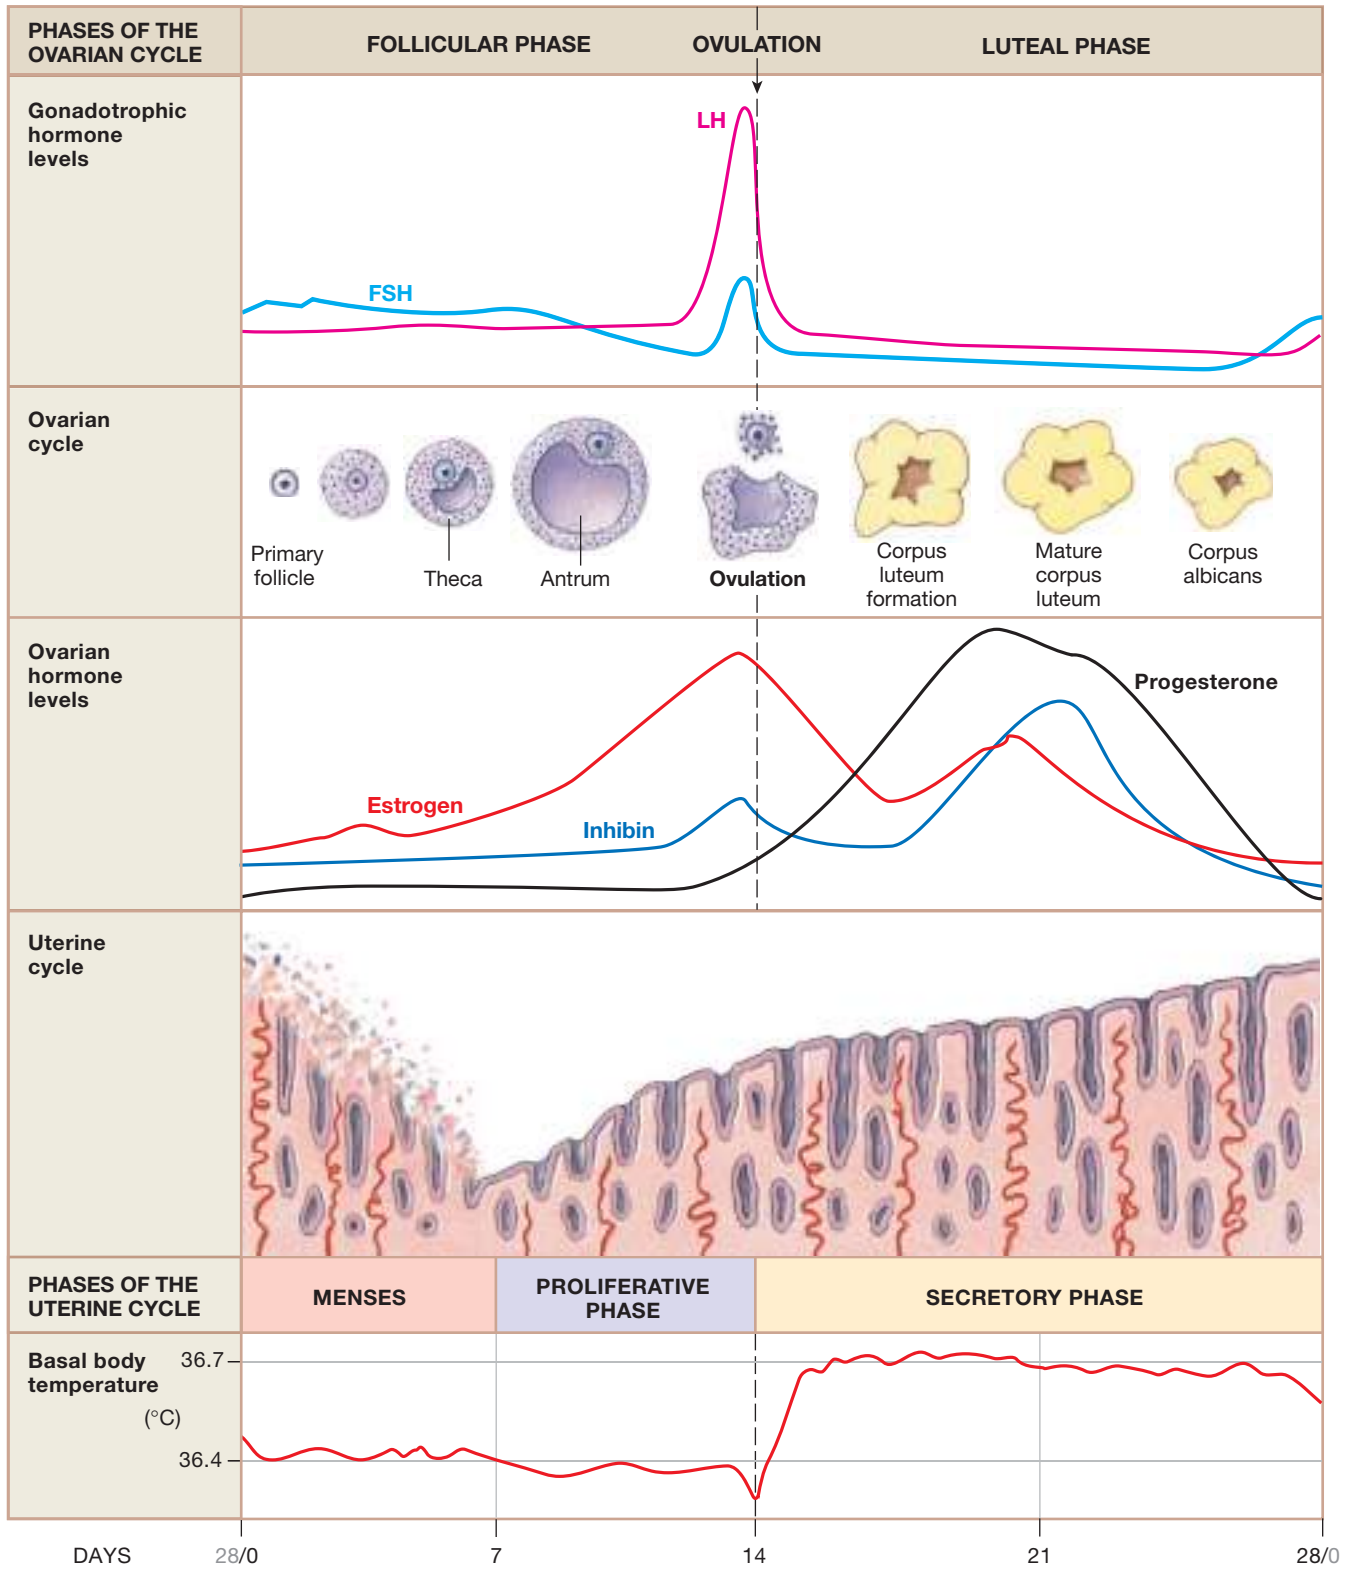 PHASES OF THE
OVARIAN CYCLE
FOLLICULAR PHASE
OVULATION
LUTEAL PHASE
Gonadotrophic
hormone
levels
LH
FSH
Ovarian
cycle
Primary
follicle
Theca
Antrum
Ovulation
Corpus
luteum
formation
Mature
corpus
luteum
Corpus
albicans
Ovarian
hormone
levels
Progesterone
Estrogen
Inhibin
Uterine
cycle
PHASES OF THE
UTERINE CYCLE
MENSES
PROLIFERATIVE
PHASE
SECRETORY PHASE
Basal body
temperature
(°C)
36.7
36.4
DAYS
28/0
7
14
21
28/0